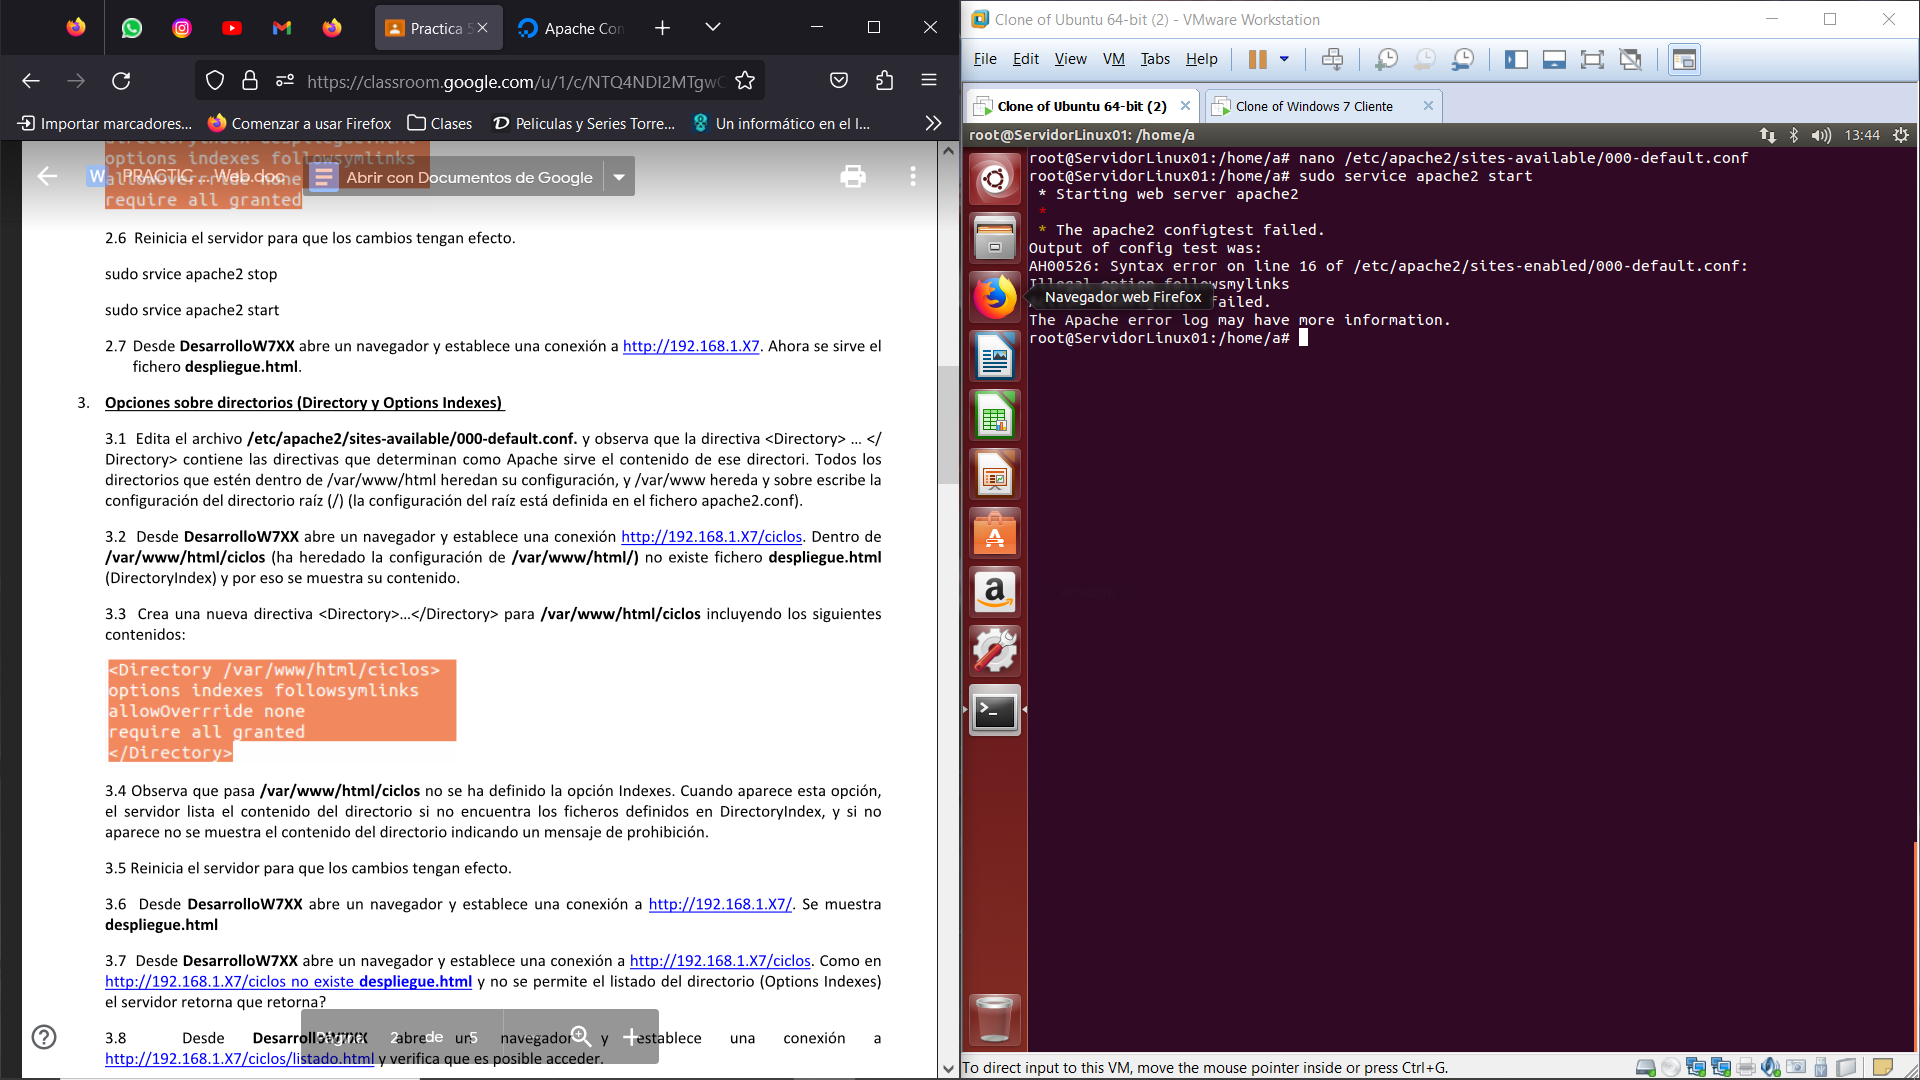 Practica 5
Apache Con
https://classroom.google.com/u/1/c/NTQ4NDI2MTgwC
Importar marcadores...
Comenzar a usar Firefox
Clases
Peliculas y Series Torre...
Un informático en el I...
options indexes followsymlinks
PRACTIC ... Web.doc
Abrir con Documentos de Google
require all granted
2.6 Reinicia el servidor para que los cambios tengan efecto.
sudo srvice apache2 stop
sudo srvice apache2 start
2.7 Desde DesarrolloW7XX abre un navegador y establece una conexión a http://192.168.1.X7. Ahora se sirve el
fichero despliegue.html.
3. Opciones sobre directorios (Directory y Options Indexes)
3.1 Edita el archivo /etc/apache2/sites-available/000-default.conf. y observa que la directiva <Directory> ... </
Directory> contiene las directivas que determinan como Apache sirve el contenido de ese directori. Todos los
directorios que estén dentro de /var/www/html heredan su configuración, y /var/www hereda y sobre escribe la
configuración del directorio raíz (/) (la configuración del raíz está definida en el fichero apache2.conf).
3.2 Desde DesarrolloW7XX abre un navegador y establece una conexión http://192.168.1.X7/ciclos. Dentro de
/var/www/html/ciclos (ha heredado la configuración de /var/www/html/) no existe fichero despliegue.html
(DirectoryIndex) y por eso se muestra su contenido.
3.3 Crea una nueva directiva <Directory>...</Directory> para /var/www/html/ciclos incluyendo los siguientes
contenidos:
<Directory /var/www/html/ciclos>
options indexes followsymlinks
allowOverrride none
require all granted
</Directory>
3.4 Observa que pasa /var/www/html/ciclos no se ha definido la opción Indexes. Cuando aparece esta opción,
el servidor lista el contenido del directorio si no encuentra los ficheros definidos en DirectoryIndex, y si no
aparece no se muestra el contenido del directorio indicando un mensaje de prohibición.
3.5 Reinicia el servidor para que los cambios tengan efecto.
3.6 Desde DesarrolloW7XX abre un navegador y establece una conexión a http://192.168.1.X7/. Se muestra
despliegue.html
3.7 Desde DesarrolloW7XX abre un navegador y establece una conexión a http://192.168.1.X7/ciclos. Como en
http://192.168.1.X7/ciclos no existe despliegue.html y no se permite el listado del directorio (Options Indexes)
el servidor retorna que retorna?
3.8 Desde DesarrolloW7XX abre un navegador y establece una conexión a
http://192.168.1.X7/ciclos/listado.html y verifica que es posible acceder.
Página 2 de 5
Clone of Ubuntu 64-bit (2) - VMware Workstation
File Edit View VM Tabs Help
Clone of Ubuntu 64-bit (2)
Clone of Windows 7 Cliente
root@ServidorLinux01: /home/a
13:44
root@ServidorLinux01:/home/a# nano /etc/apache2/sites-available/000-default.conf
root@ServidorLinux01:/home/a# sudo service apache2 start
* Starting web server apache2
*
* The apache2 configtest failed.
Output of config test was:
AH00526: Syntax error on line 16 of /etc/apache2/sites-enabled/000-default.conf:
Illegal option followsmylinks
Navegador web Firefox
failed.
The Apache error log may have more information.
root@ServidorLinux01:/home/a#
To direct input to this VM, move the mouse pointer inside or press Ctrl+G.